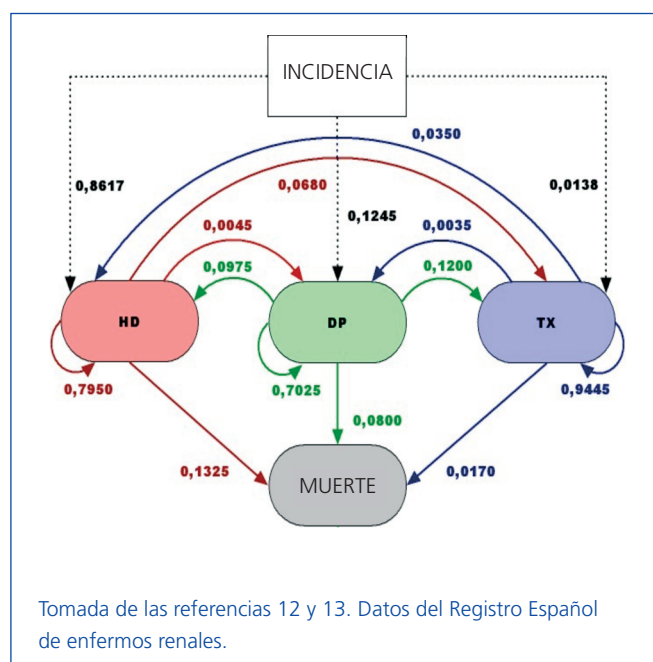 INCIDENCIA
0,0350
0,8617
0,0680
0,0138
0,1245
0,0045
0,0035
0,0975
0,1200
HD
DP
TX
0,7950
0,7025
0,9445
0,0800
0,1325
0,0170
MUERTE
Tomada de las referencias 12 y 13. Datos del Registro Español
de enfermos renales.